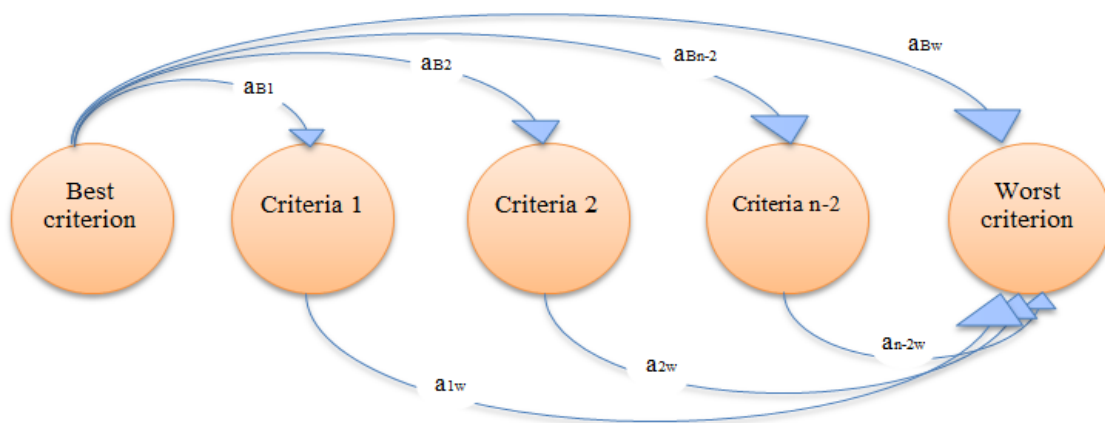 aBw
aB2
aBn-2
aB1
Best
criterion
Criteria 1
Criteria 2
Criteria n-2
Worst
criterion
an-2w
a2w
a1w